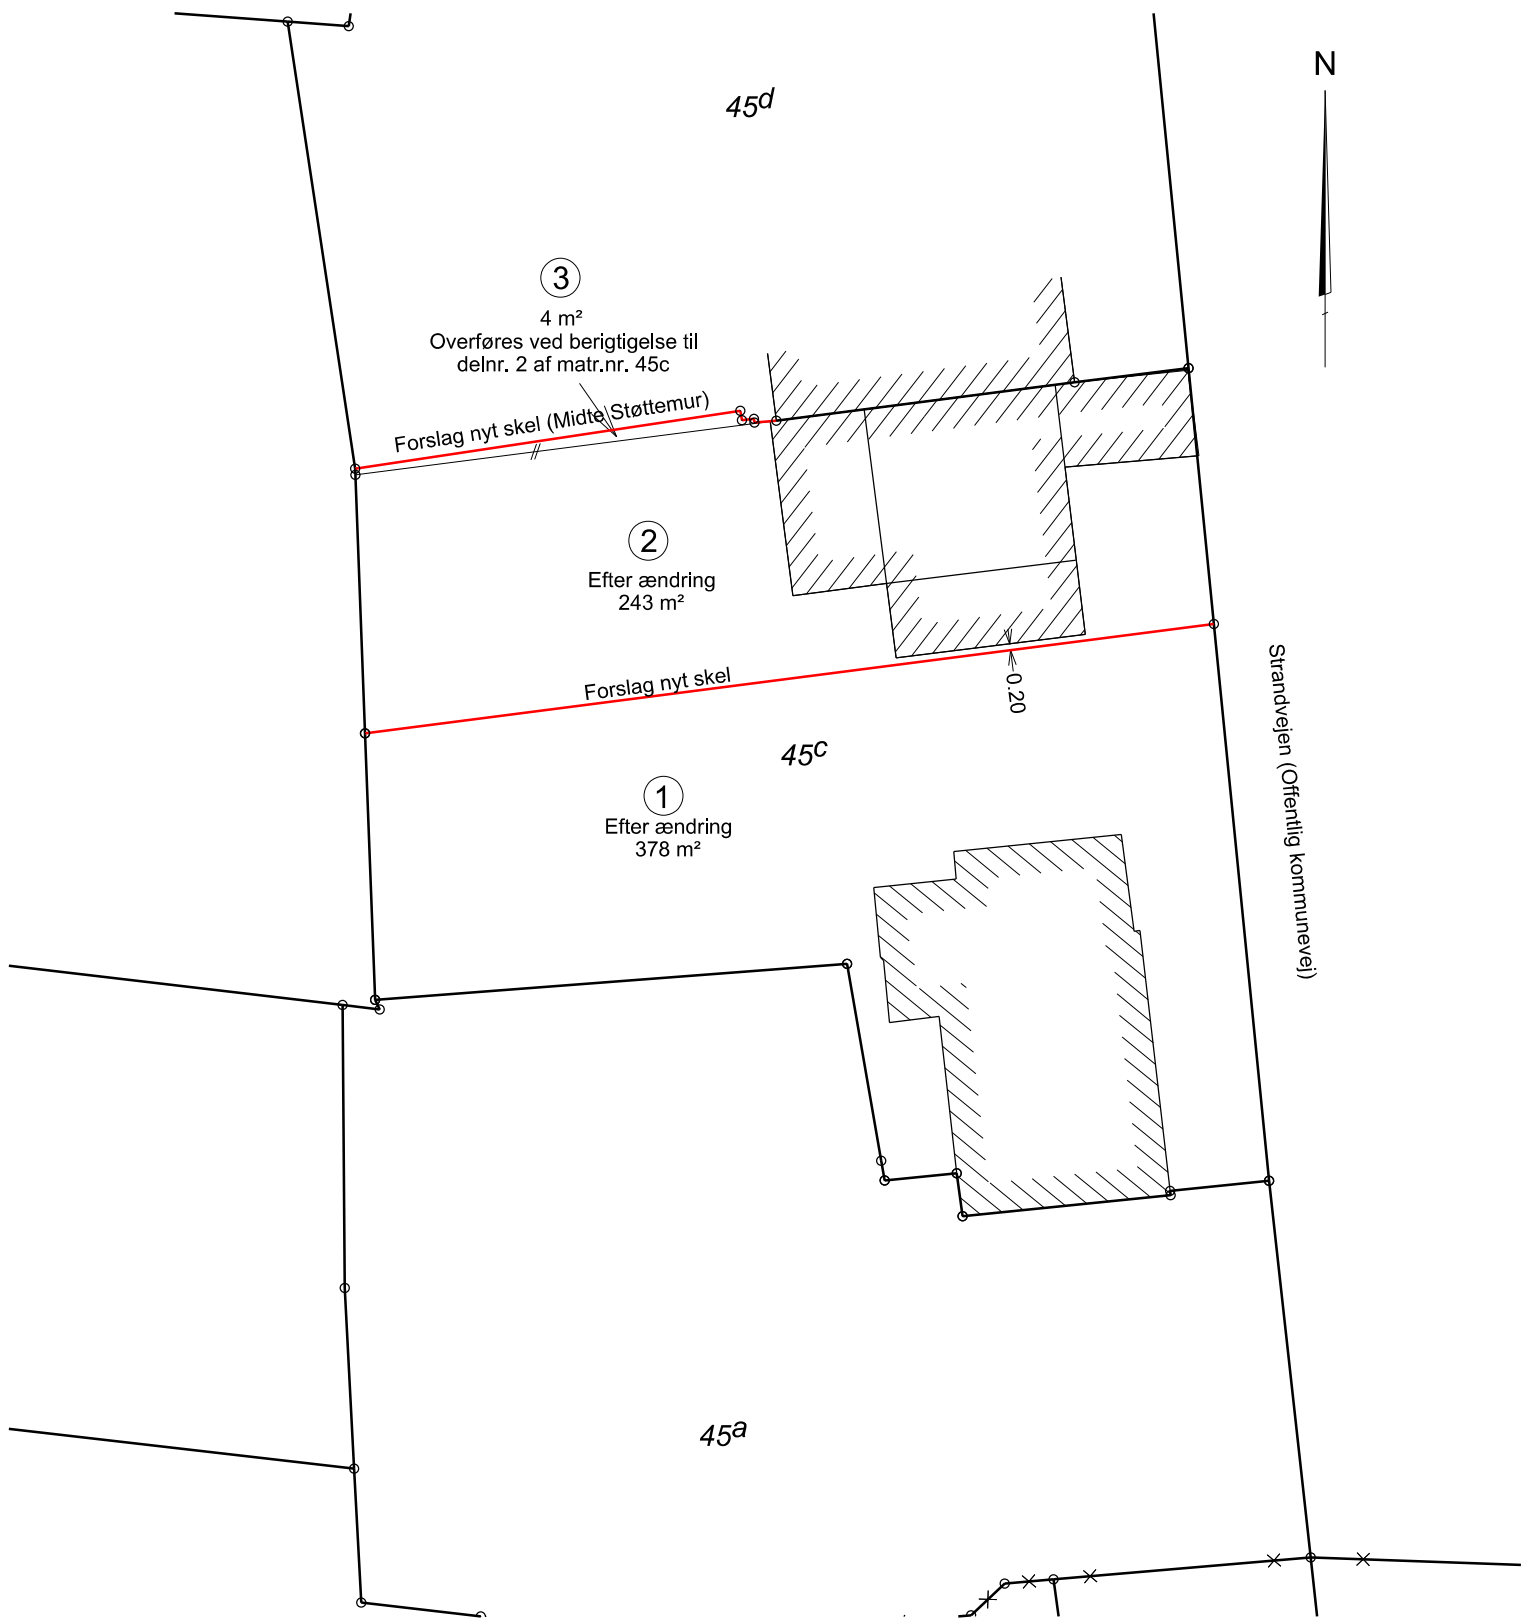 N
45d
3
4 m²
Overføres ved berigtigelse til
delnr. 2 af matr.nr. 45c
Forslag nyt skel (Midte Støttemur)
2
Efter ændring
243 m²
Forslag nyt skel
0.20
45c
1
Efter ændring
378 m²
Strandvejen (Offentlig kommunevej)
45a